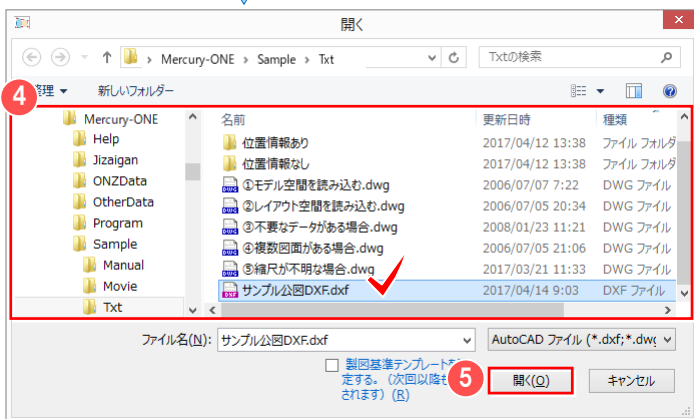 開く
Mercury-ONE › Sample › Txt
Txtの検索
4
整理 新しいフォルダー
Mercury-ONE
Help
Jizaigan
ONZData
OtherData
Program
Sample
Manual
Movie
Txt
名前 更新日時 種類
位置情報あり 2017/04/12 13:38 ファイル フォルダ
位置情報なし 2017/04/12 13:38 ファイル フォルダ
①モデル空間を読み込む.dwg 2006/07/07 7:22 DWG ファイル
②レイアウト空間を読み込む.dwg 2006/07/05 20:34 DWG ファイル
③不要なデータがある場合.dwg 2008/01/23 11:21 DWG ファイル
④複数図面がある場合.dwg 2006/07/05 21:06 DWG ファイル
⑤縮尺が不明な場合.dwg 2017/03/21 11:33 DWG ファイル
サンプル公図DXF.dxf 2017/04/14 9:03 DXF ファイル
ファイル名(N): サンプル公図DXF.dxf AutoCAD ファイル (*.dxf;*.dwg
製図基準テンプレートを
定する。（次回以降も
されます）(R)
5
開く(O) キャンセル